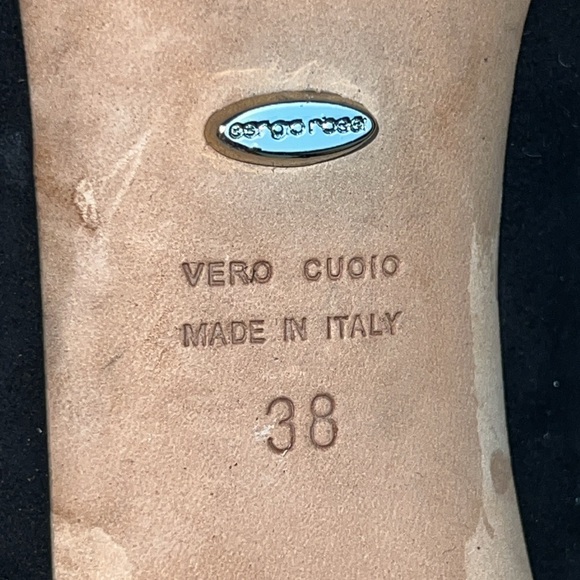 sergio rossi
VERO CUOIO
MADE IN ITALY
38